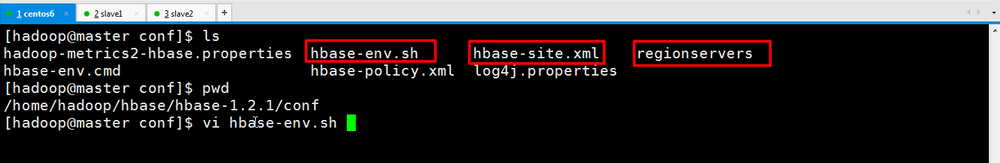 1 centos6 × 2 slave1 × 3 slave2 × +
[hadoop@master conf]$ ls
hadoop-metrics2-hbase.properties hbase-env.sh hbase-site.xml regionservers
hbase-env.cmd hbase-policy.xml log4j.properties
[hadoop@master conf]$ pwd
/home/hadoop/hbase/hbase-1.2.1/conf
[hadoop@master conf]$ vi hbase-env.sh